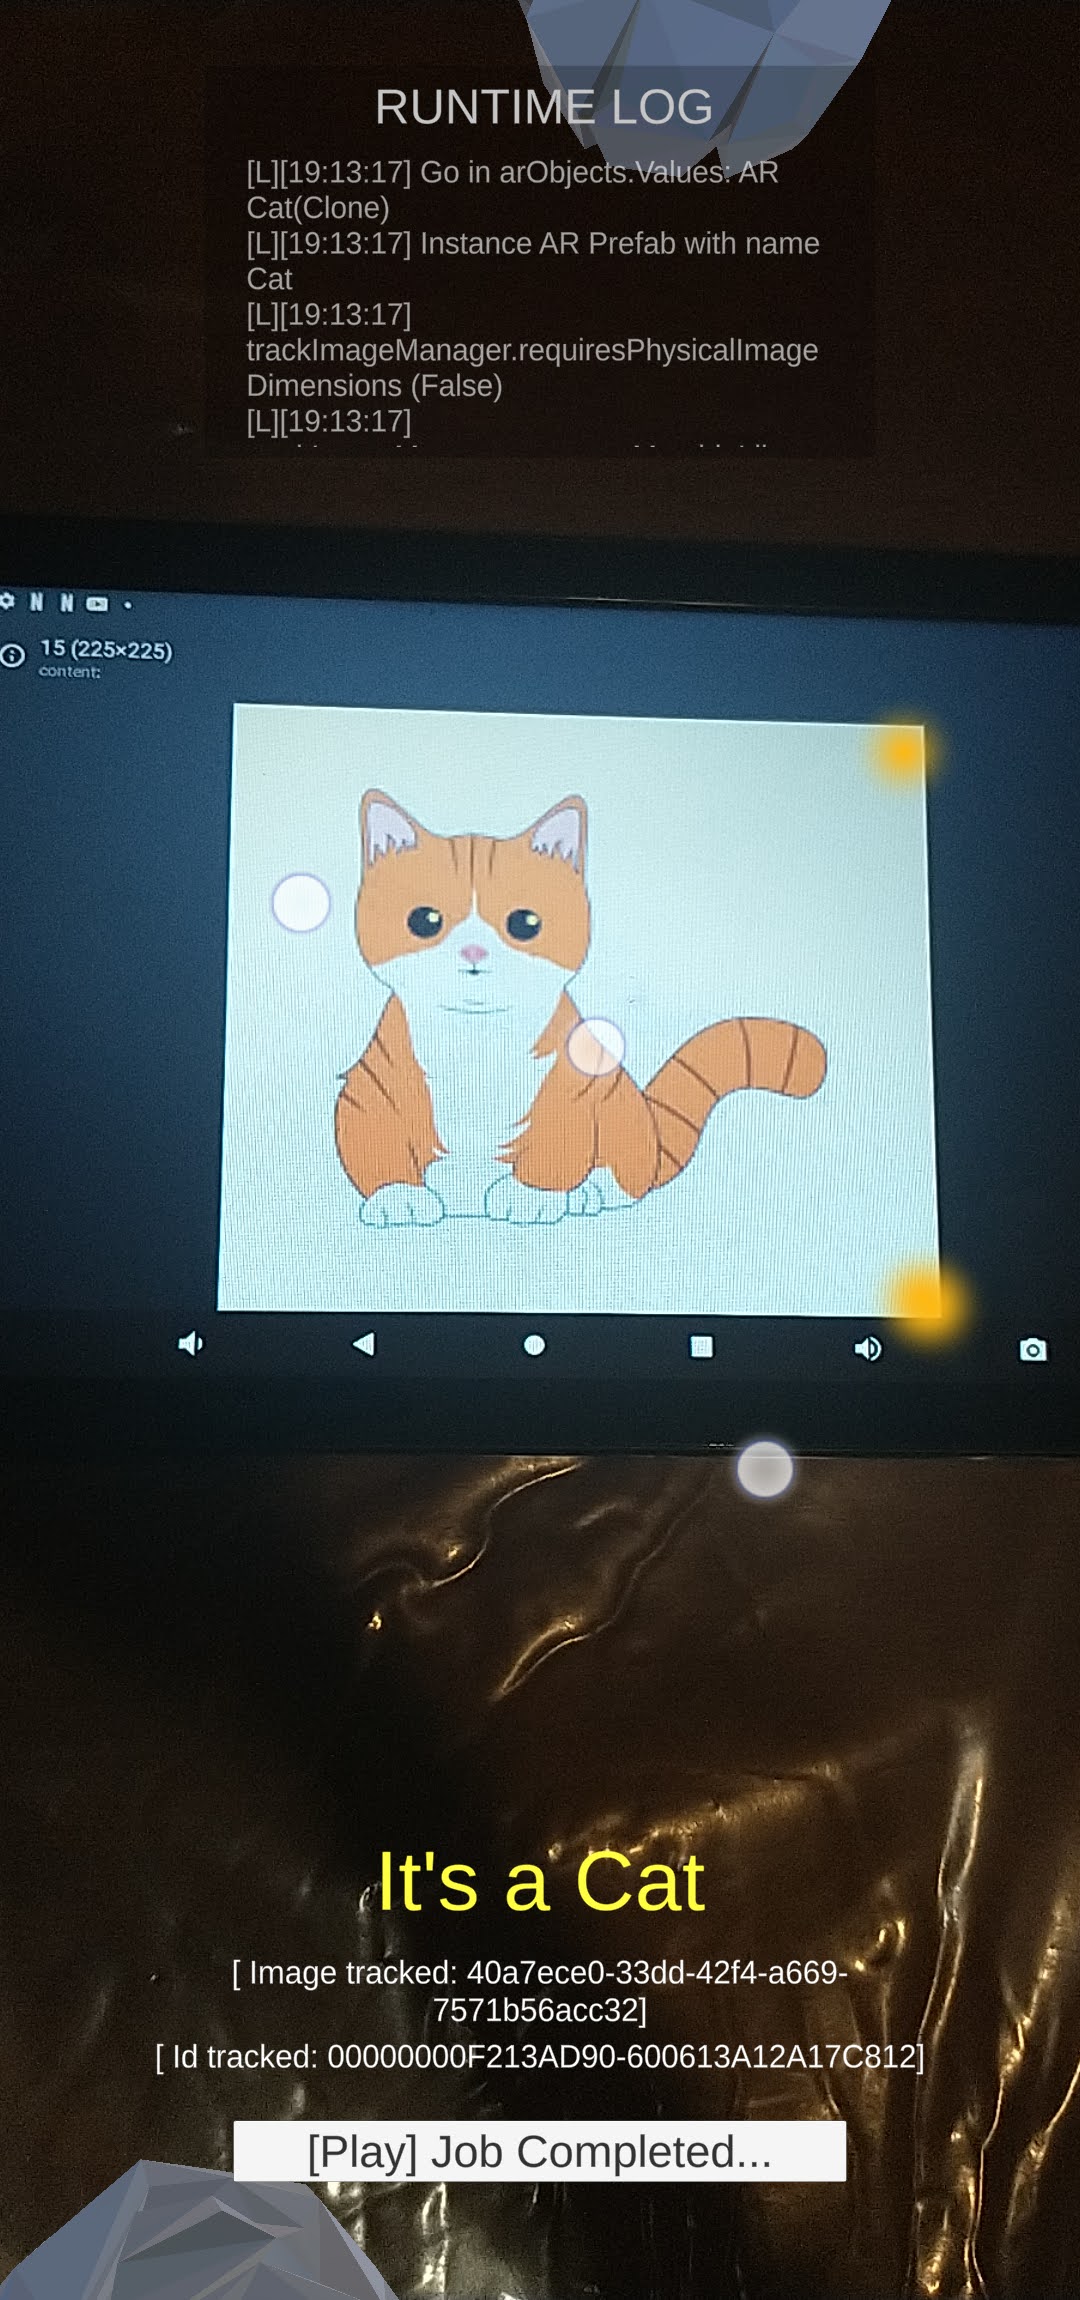 RUNTIME LOG
[L][19:13:17] Go in arObjects.Values: AR
Cat(Clone)
[L][19:13:17] Instance AR Prefab with name
Cat
[L][19:13:17]
trackImageManager.requiresPhysicalImage
Dimensions (False)
[L][19:13:17]
N N
15 (225×225)
content:
It's a Cat
[ Image tracked: 40a7ece0-33dd-42f4-a669-
7571b56acc32]
[ Id tracked: 00000000F213AD90-600613A12A17C812]
[Play] Job Completed...